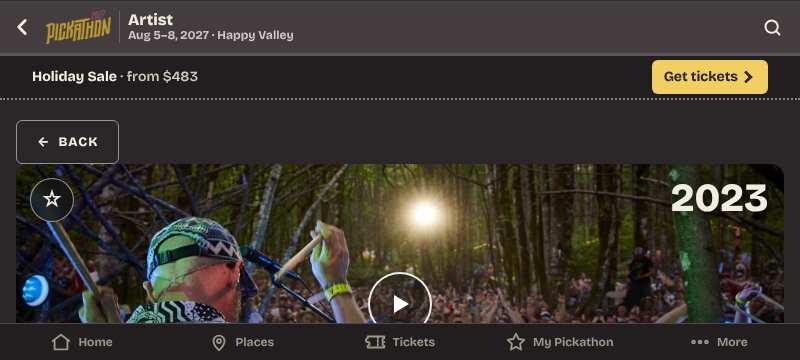 PICKATHON
Artist
Aug 5–8, 2027 · Happy Valley
Holiday Sale · from $483
Get tickets
BACK
2023
Home
Places
Tickets
My Pickathon
More